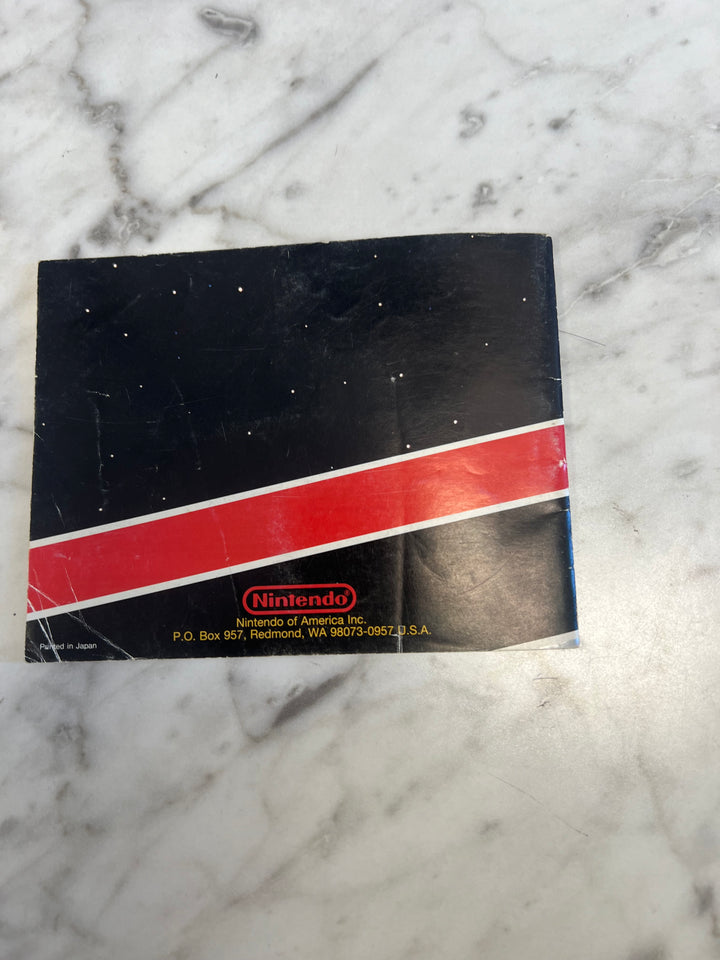 Nintendo®
Nintendo of America Inc.
P.O. Box 957, Redmond, WA 98073-0957 U.S.A.
Printed in Japan